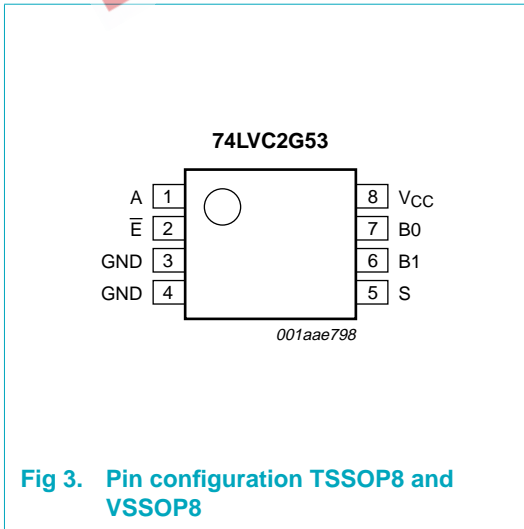 74LVC2G53
A 1 8 VCC
E̅ 2 7 B0
GND 3 6 B1
GND 4 5 S
001aae798
Fig 3. Pin configuration TSSOP8 and
VSSOP8